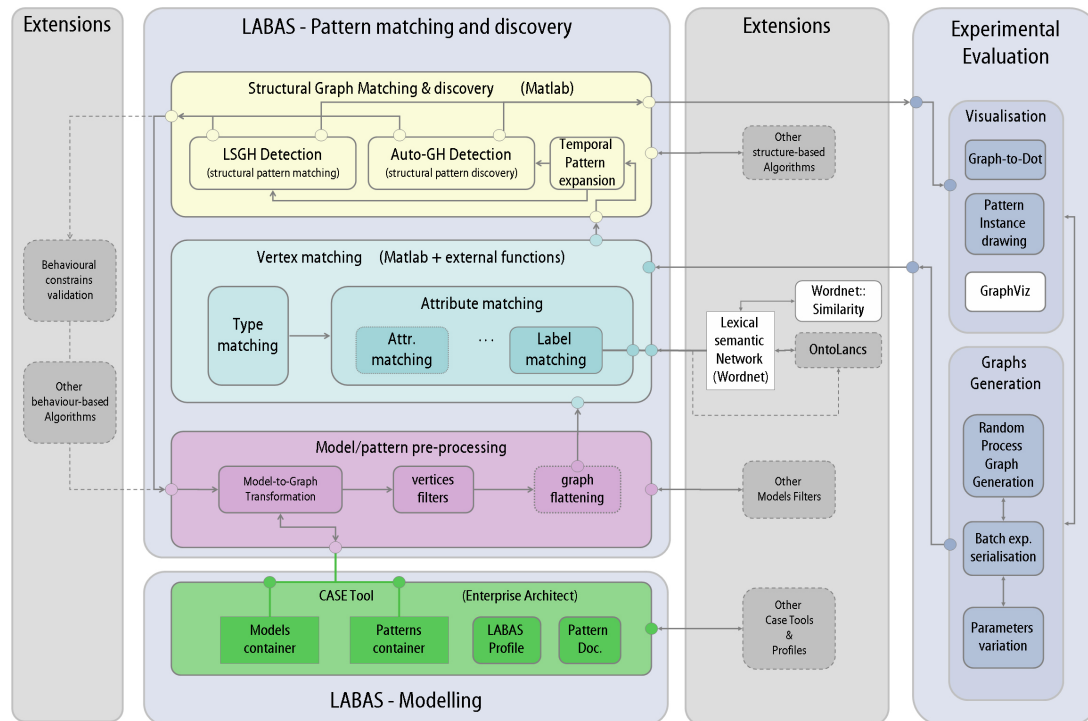 Extensions
Behavioural
constrains
validation
Other
behaviour-based
Algorithms
LABAS - Pattern matching and discovery
Structural Graph Matching & discovery (Matlab)
LSGH Detection
(structural pattern matching)
Auto-GH Detection
(structural pattern discovery)
Temporal
Pattern
expansion
Vertex matching (Matlab + external functions)
Type
matching
Attribute matching
Attr.
matching
...
Label
matching
Model/pattern pre-processing
Model-to-Graph
Transformation
vertices
filters
graph
flattening
CASE Tool (Enterprise Architect)
Models
container
Patterns
container
LABAS
Profile
Pattern
Doc.
LABAS - Modelling
Extensions
Other
structure-based
Algorithms
Lexical
semantic
Network
(Wordnet)
Wordnet::
Similarity
OntoLancs
Other
Models Filters
Other
Case Tools
&
Profiles
Experimental
Evaluation
Visualisation
Graph-to-Dot
Pattern
Instance
drawing
GraphViz
Graphs
Generation
Random
Process
Graph
Generation
Batch exp.
serialisation
Parameters
variation